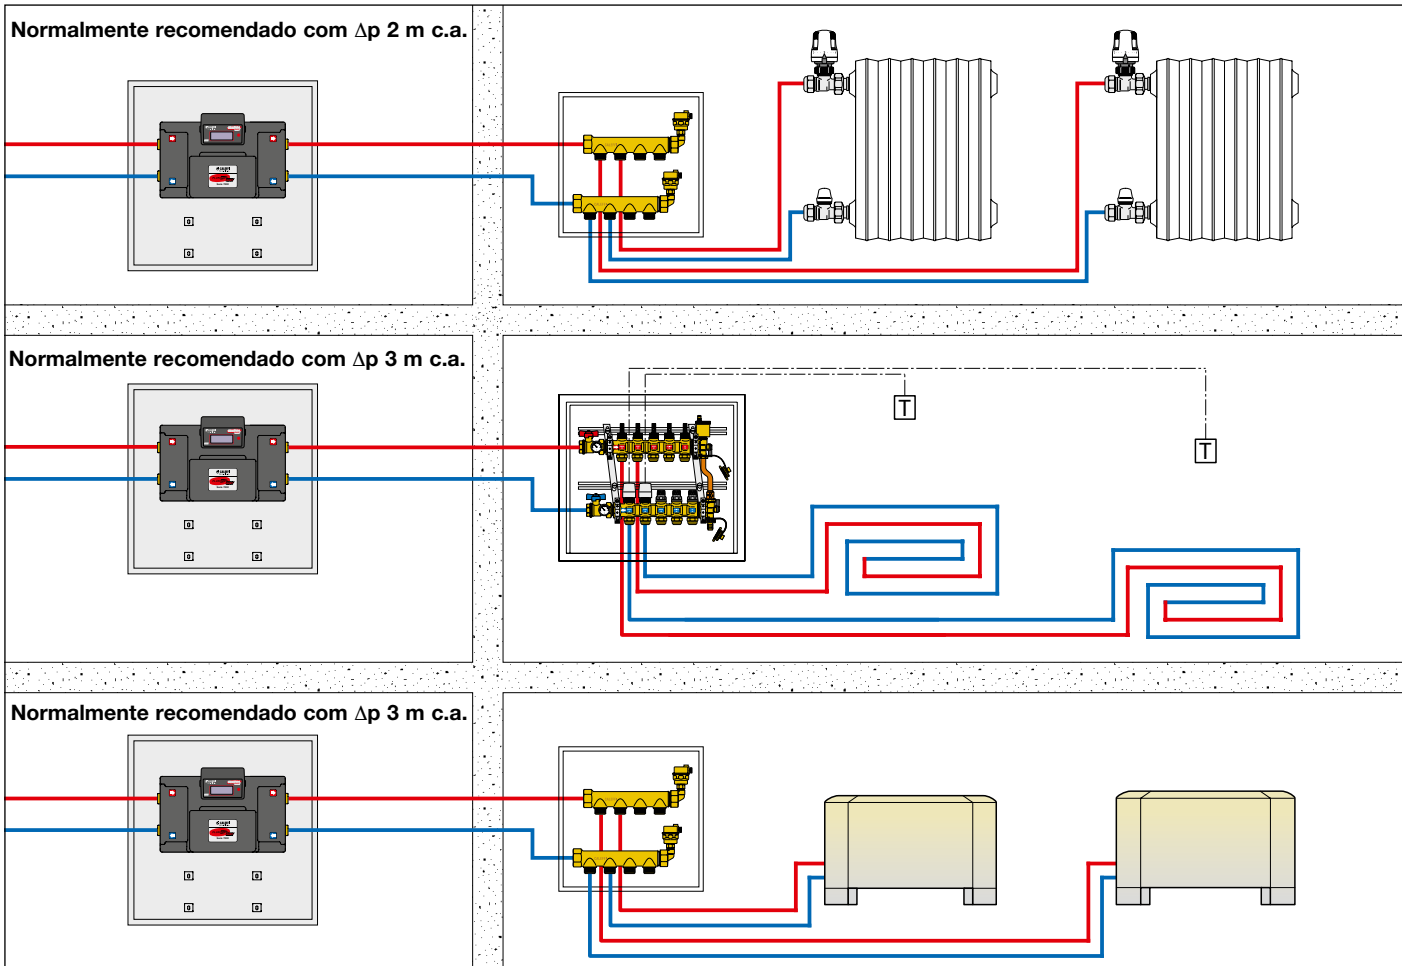 Normalmente recomendado com Δp 2 m c.a.
Normalmente recomendado com Δp 3 m c.a.
T
T
Normalmente recomendado com Δp 3 m c.a.